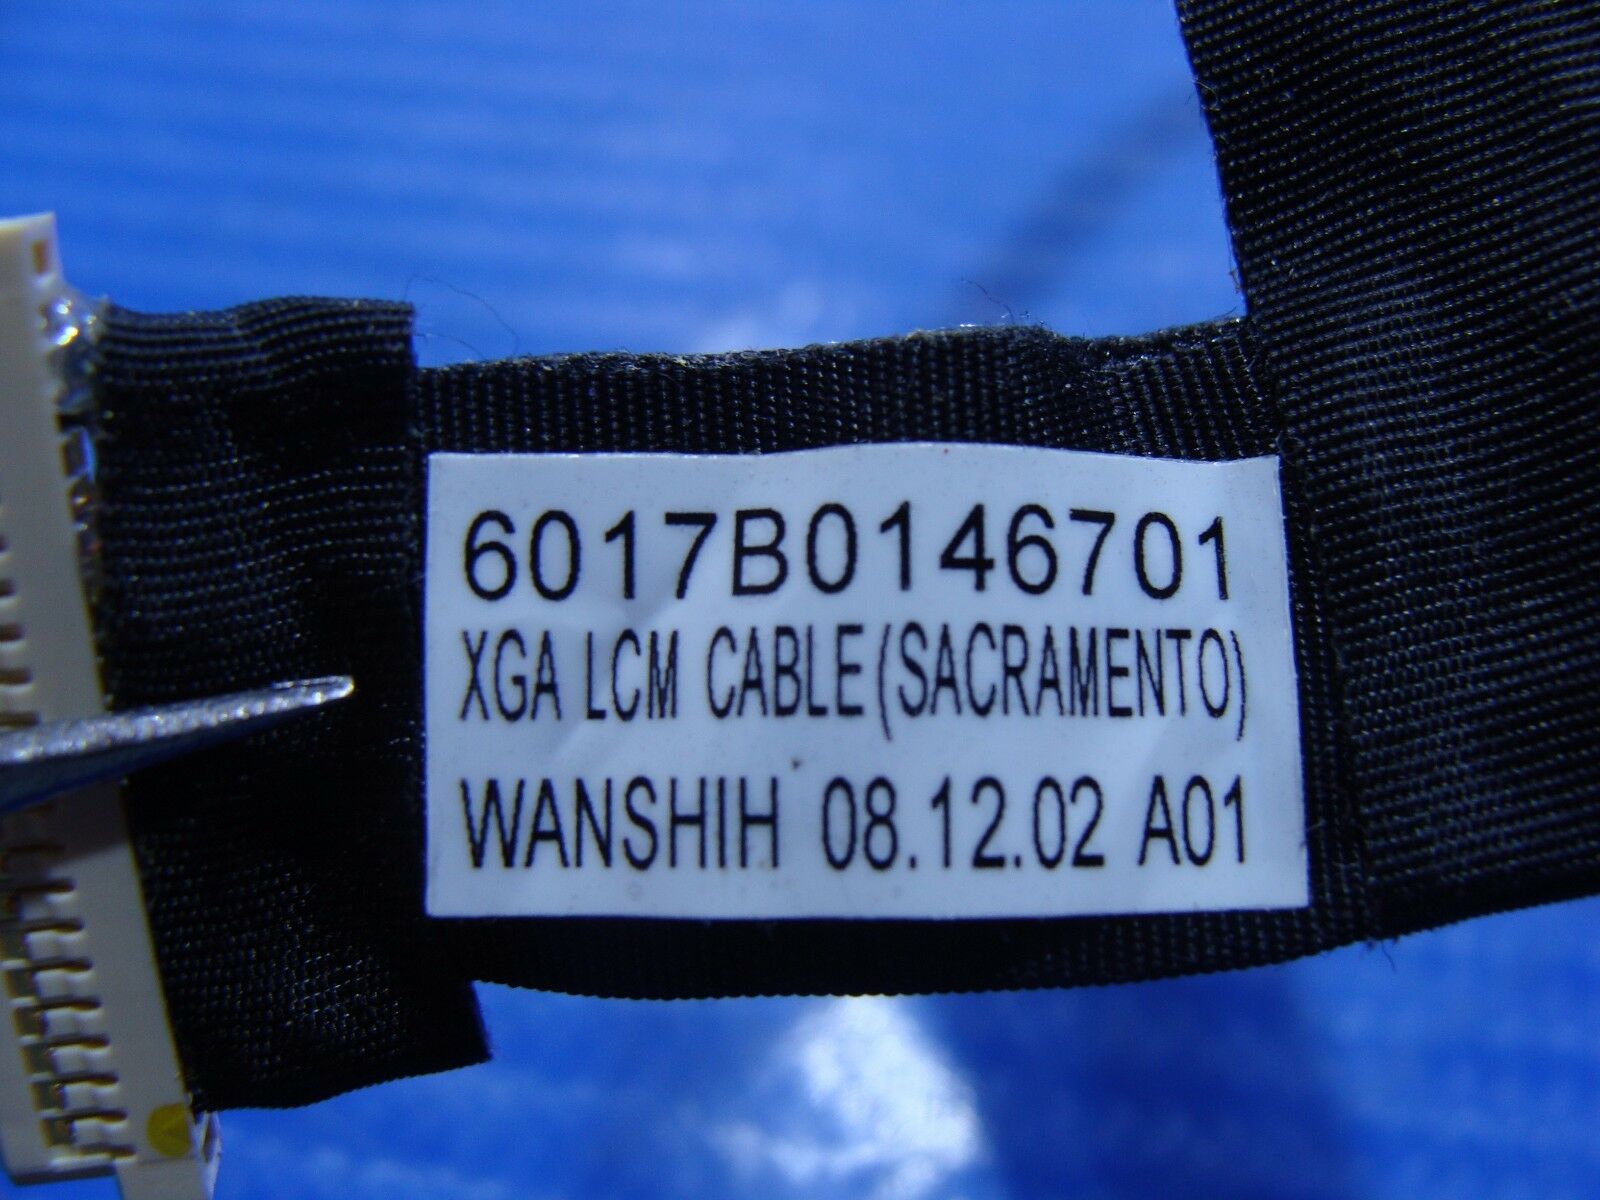 6017B0146701
XGA LCM CABLE(SACRAMENTO)
WANSHIH 08.12.02 A01